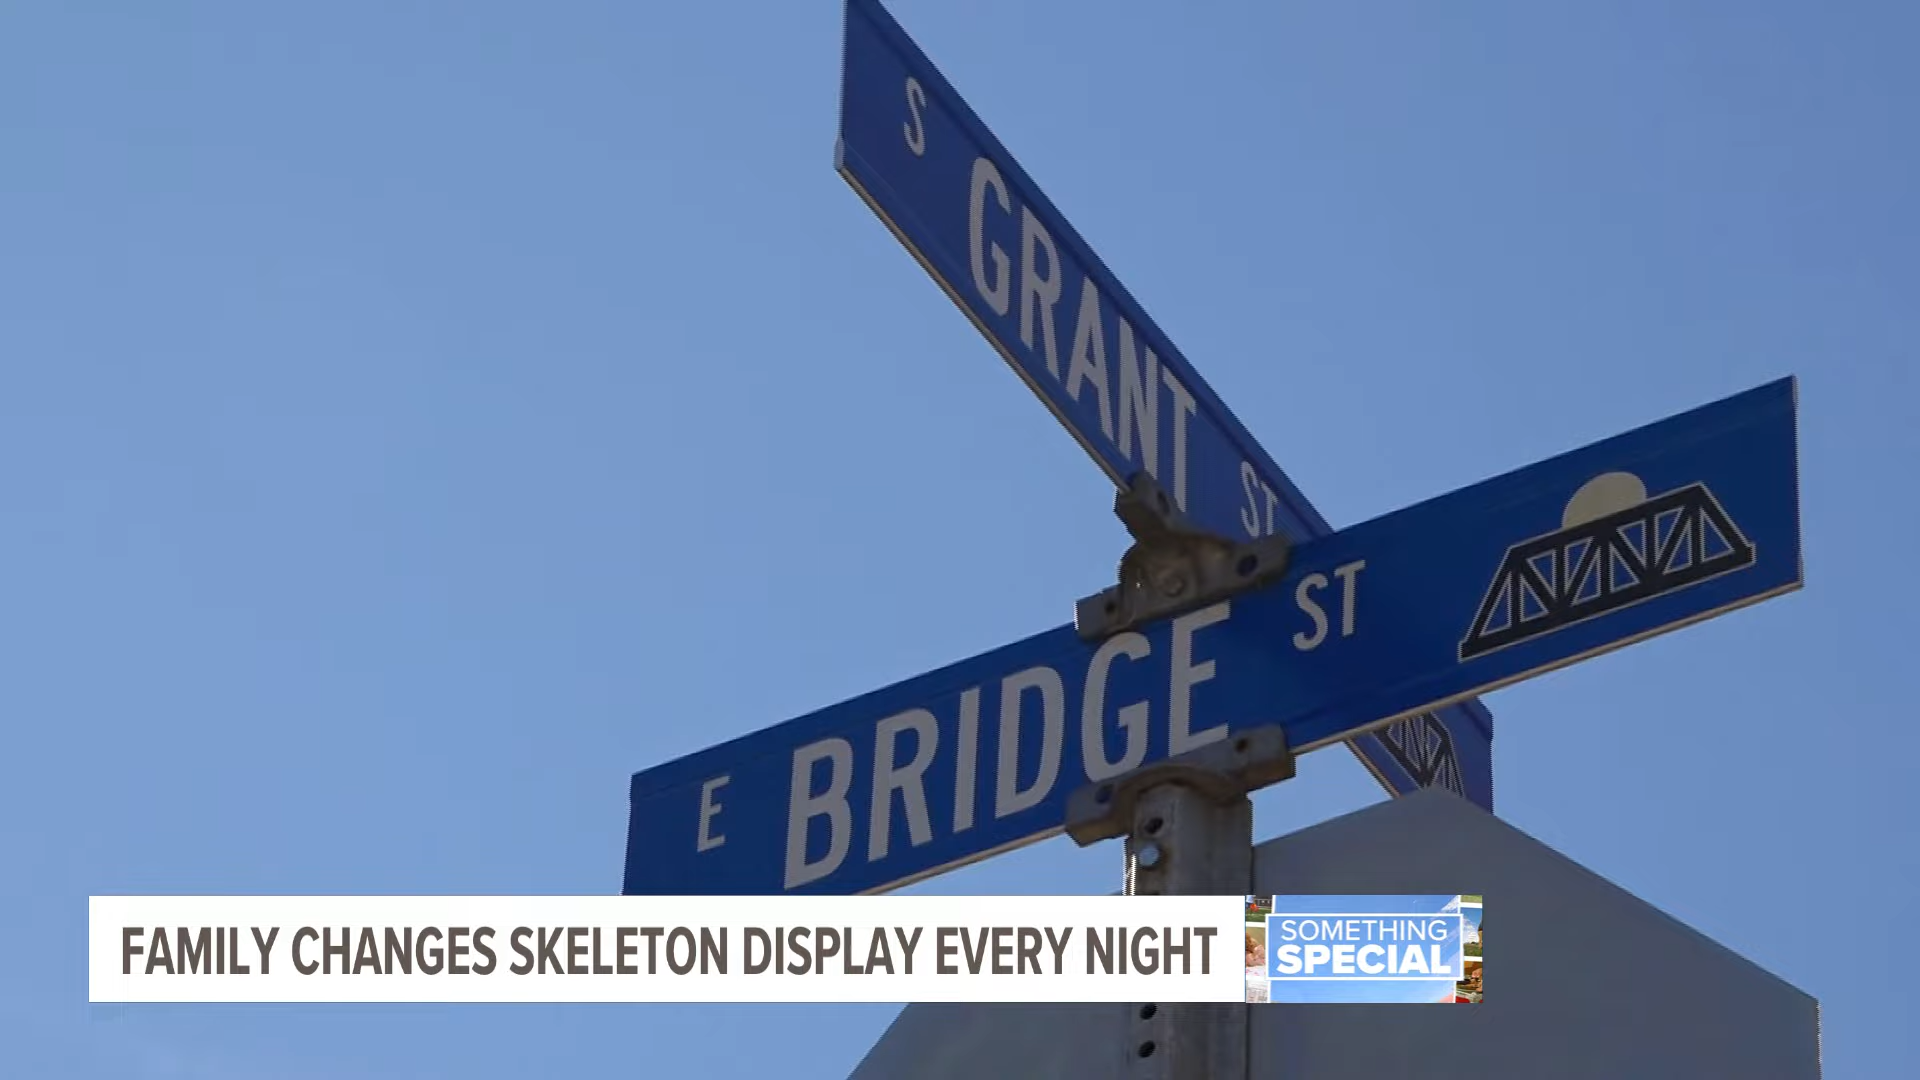 S GRANT ST
E BRIDGE ST
FAMILY CHANGES SKELETON DISPLAY EVERY NIGHT
SOMETHING
SPECIAL